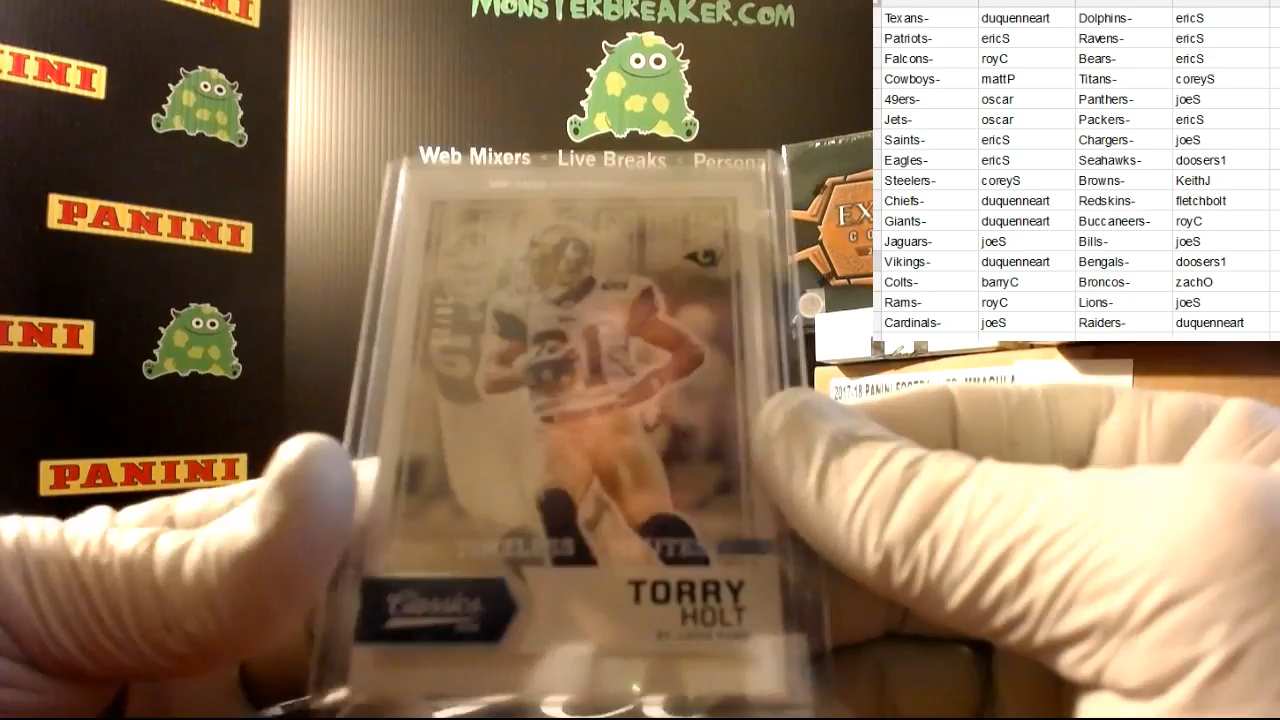 MONSTERBREAKER.COM
Web Mixers · Live Breaks · Persona
PANINI
PANINI
TORRY
HOLT
Classics
81
Texans- duquenneart Dolphins- ericS
Patriots- ericS Ravens- ericS
Falcons- royC Bears- ericS
Cowboys- mattP Titans- coreyS
49ers- oscar Panthers- joeS
Jets- oscar Packers- ericS
Saints- ericS Chargers- joeS
Eagles- ericS Seahawks- doosers1
Steelers- coreyS Browns- KeithJ
Chiefs- duquenneart Redskins- fletchbolt
Giants- duquenneart Buccaneers- royC
Jaguars- joeS Bills- joeS
Vikings- duquenneart Bengals- doosers1
Colts- barryC Broncos- zachO
Rams- royC Lions- joeS
Cardinals- joeS Raiders- duquenneart
2017-18 PANINI